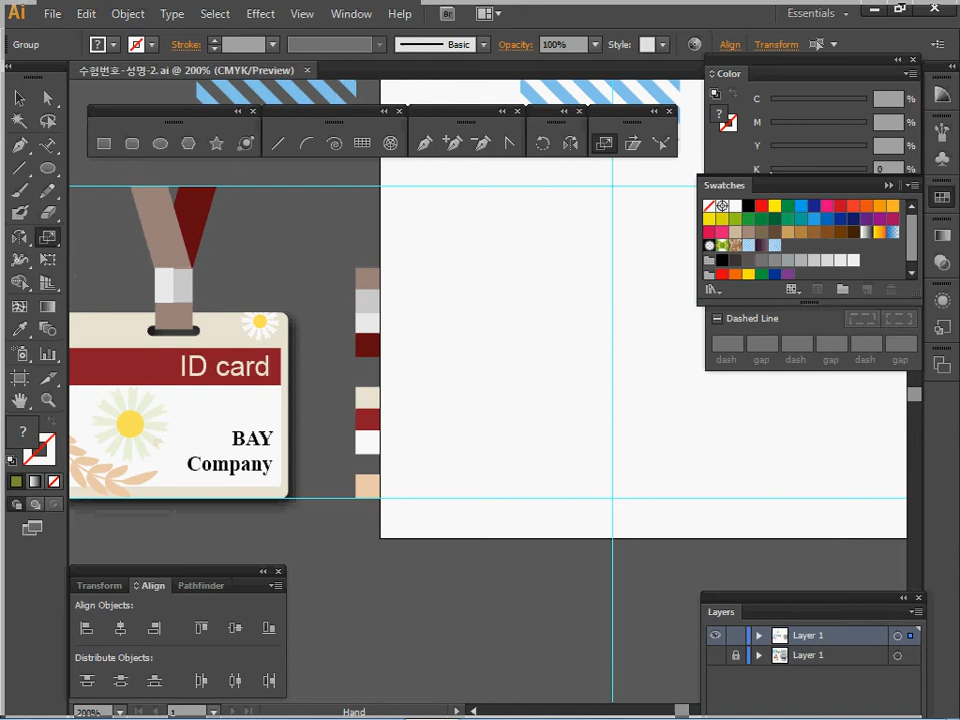 Ai File Edit Object Type Select Effect View Window Help Br Essentials
Group ? Stroke: Basic Opacity: 100% Style: Align Transform
수험번호-성명-2.ai @ 200% (CMYK/Preview) ×
Color
C %
M %
Y %
K 0 %
?
Swatches
ID card
BAY
Company
Dashed Line
dash gap dash gap dash gap
?
Transform Align Pathfinder
Align Objects:
Distribute Objects:
Layers
Layer 1
Layer 1
200% 1 Hand